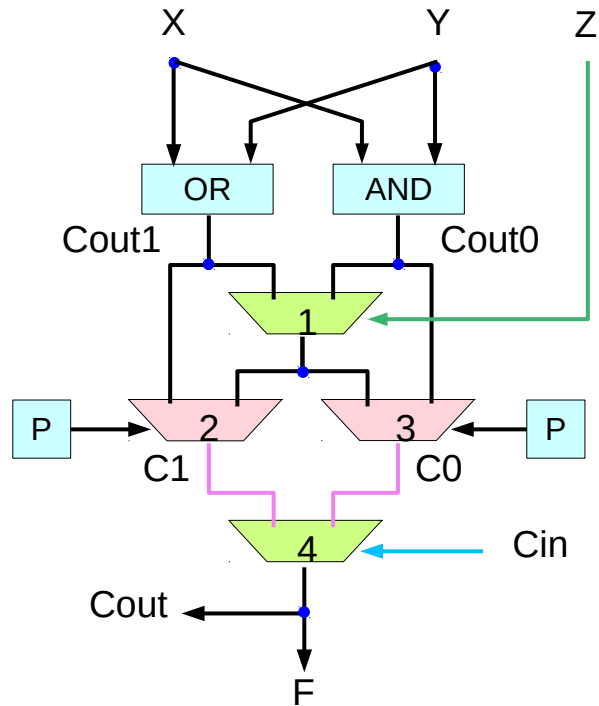 X Y Z
OR AND
Cout1 Cout0
1
P 2 3 P
C1 C0
4 Cin
Cout
F